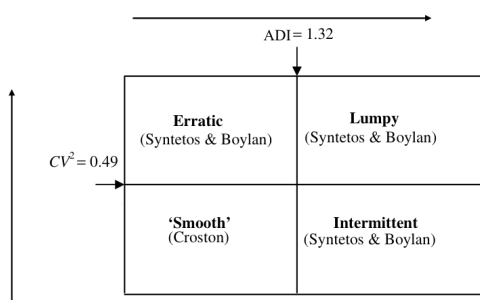 ADI= 1.32
Erratic
(Syntetos & Boylan)
Lumpy
(Syntetos & Boylan)
CV²= 0.49
‘Smooth’
(Croston)
Intermittent
(Syntetos & Boylan)